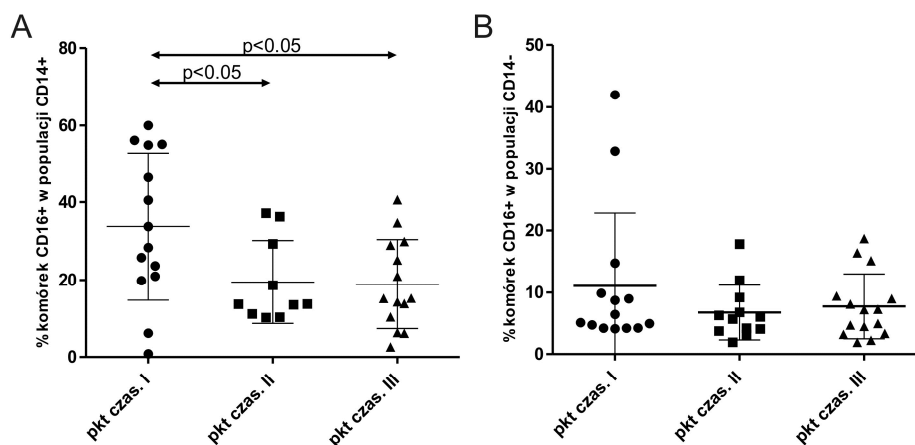 A
%komórek CD16+ w populacji CD14+
80
60
40
20
0
p<0.05
p<0.05
pkt czas. I
pkt czas. II
pkt czas. III
B
%komórek CD16+ w populacji CD14-
50
40
30
20
10
0
pkt czas. I
pkt czas. II
pkt czas. III